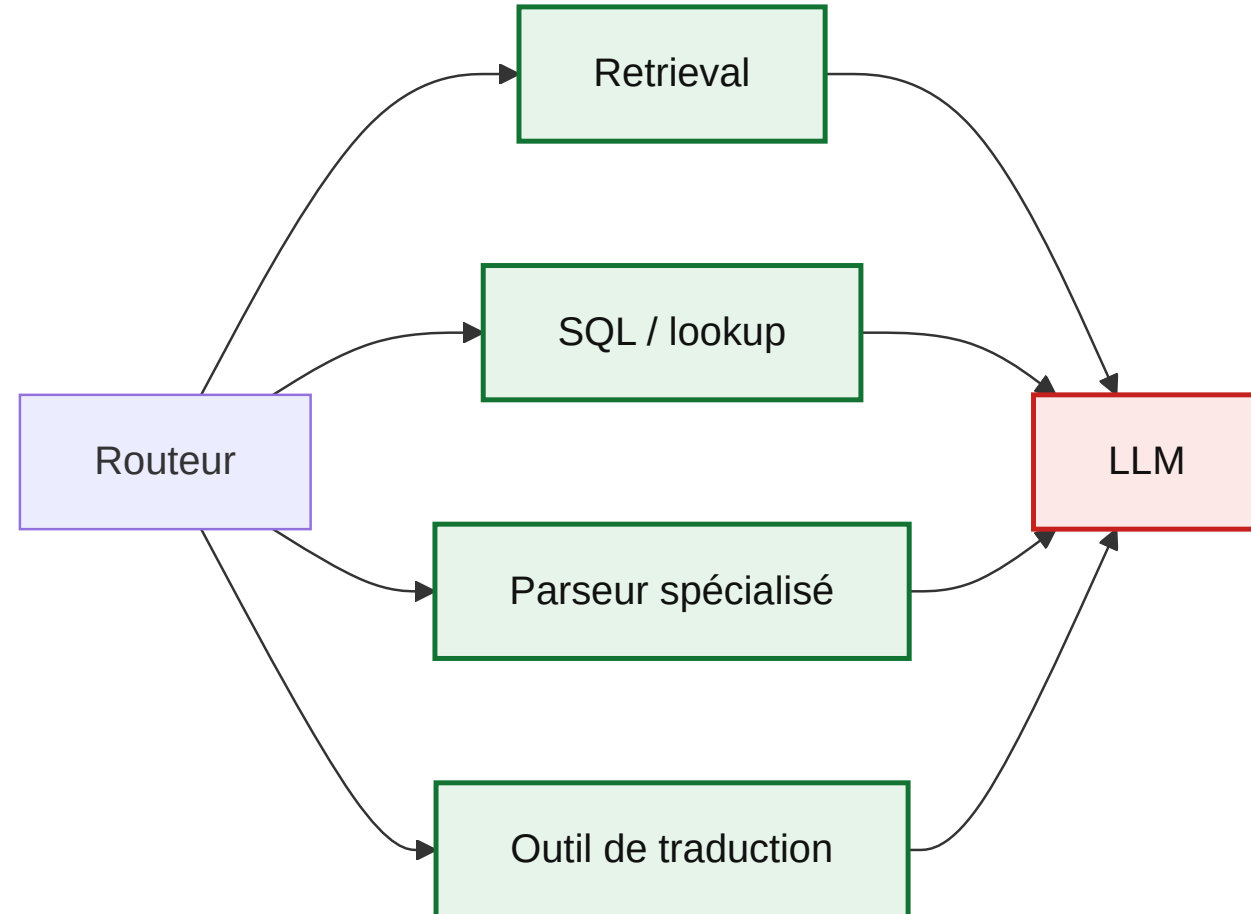 Retrieval
SQL / lookup
Routeur
LLM
Parseur spécialisé
Outil de traduction